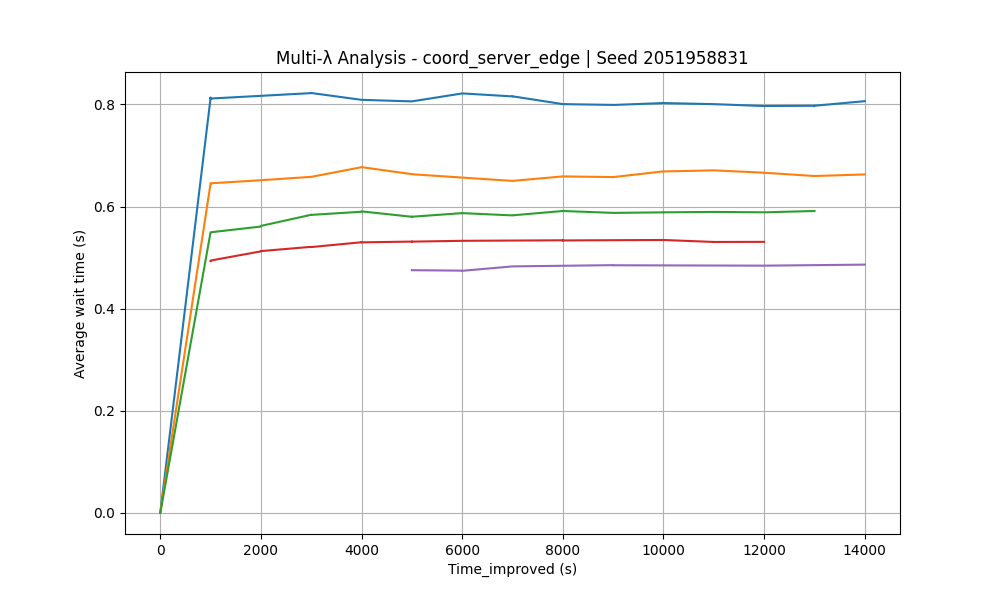 Multi-λ Analysis - coord_server_edge | Seed 2051958831
Average wait time (s)
0.8
0.6
0.4
0.2
0.0
0 2000 4000 6000 8000 10000 12000 14000
Time_improved (s)